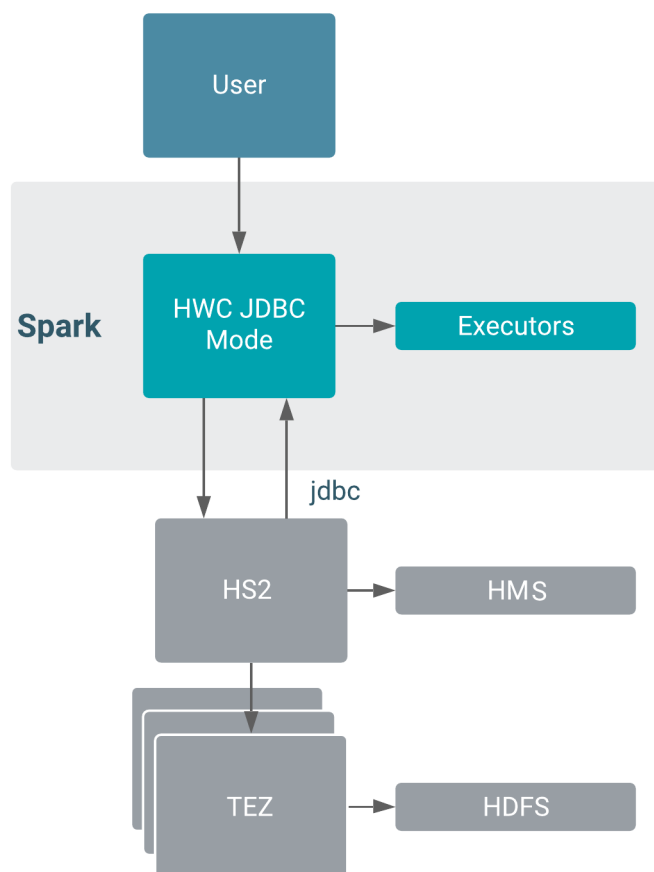 User
Spark
HWC JDBC
Mode
Executors
jdbc
HS2
HMS
TEZ
HDFS